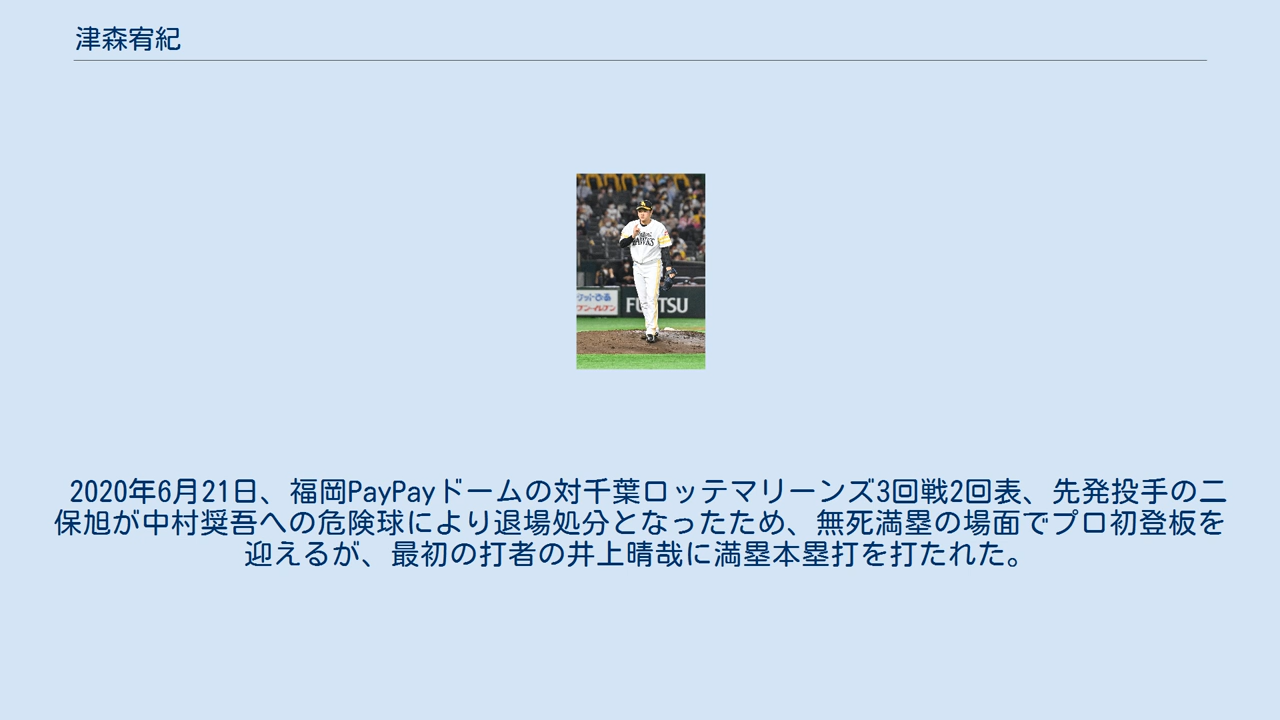 津森宥紀
HAWKS
FUJITSU
2020年6月21日、福岡PayPayドームの対千葉ロッテマリーンズ3回戦2回表、先発投手の二
保旭が中村奨吾への危険球により退場処分となったため、無死満塁の場面でプロ初登板を
迎えるが、最初の打者の井上晴哉に満塁本塁打を打たれた。